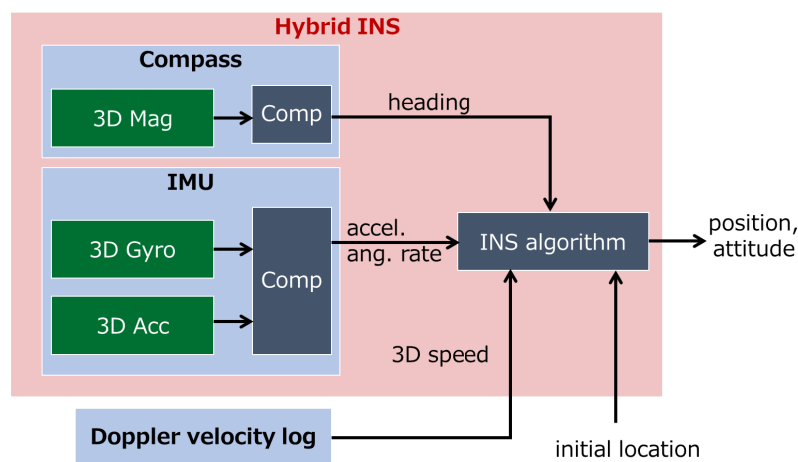 Hybrid INS
Compass
3D Mag
Comp
heading
IMU
3D Gyro
3D Acc
Comp
accel.
ang. rate
INS algorithm
position,
attitude
3D speed
Doppler velocity log
initial location